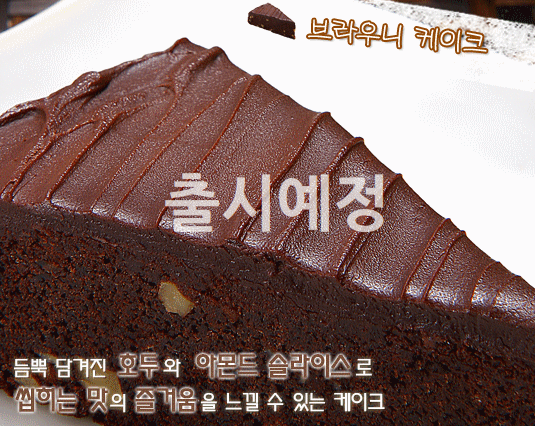 브라우니 케이크
출시예정
듬뿍 담겨진 호두와 아몬드 슬라이스로
씹히는 맛의 즐거움을 느낄 수 있는 케이크